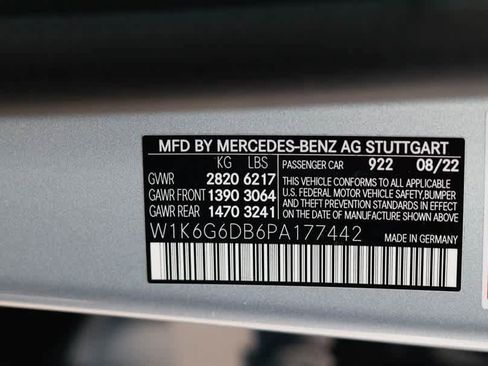 MFD BY MERCEDES-BENZ AG STUTTGART
KG LBS PASSENGER CAR 922 08/22
GVWR 2820 6217
GAWR FRONT 1390 3064
GAWR REAR 1470 3241
THIS VEHICLE CONFORMS TO ALL APPLICABLE
U.S. FEDERAL MOTOR VEHICLE SAFETY, BUMPER
AND THEFT PREVENTION STANDARDS IN EFFECT
ON THE DATE OF MANUFACTURE SHOWN ABOVE
W1K6G6DB6PA177442 MADE IN GERMANY